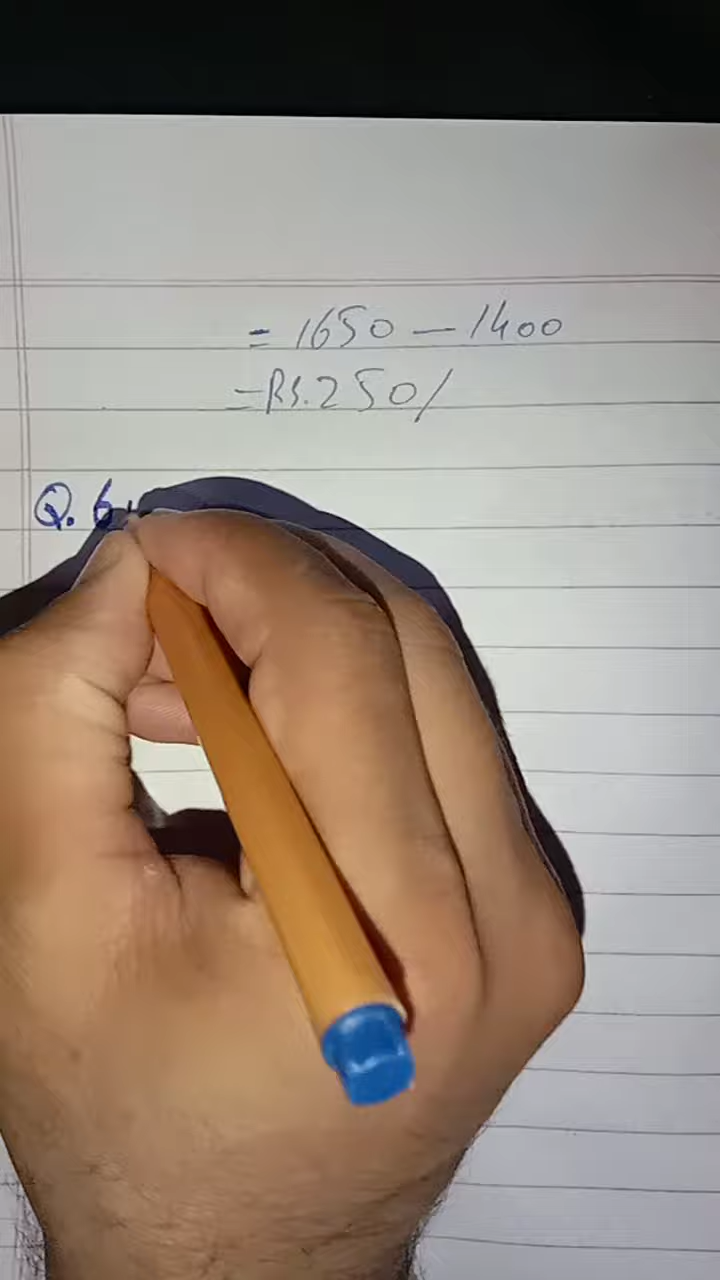 = 1650 — 1400
= Rs. 250/
Q. 6